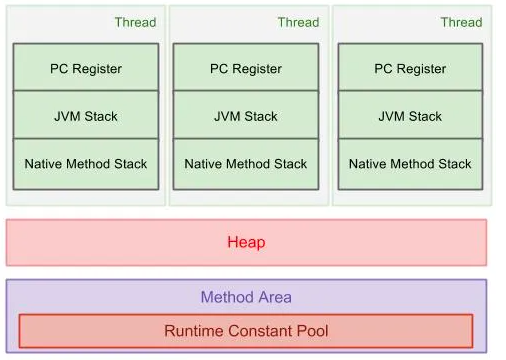 Thread
PC Register
JVM Stack
Native Method Stack
Thread
PC Register
JVM Stack
Native Method Stack
Thread
PC Register
JVM Stack
Native Method Stack
Heap
Method Area
Runtime Constant Pool